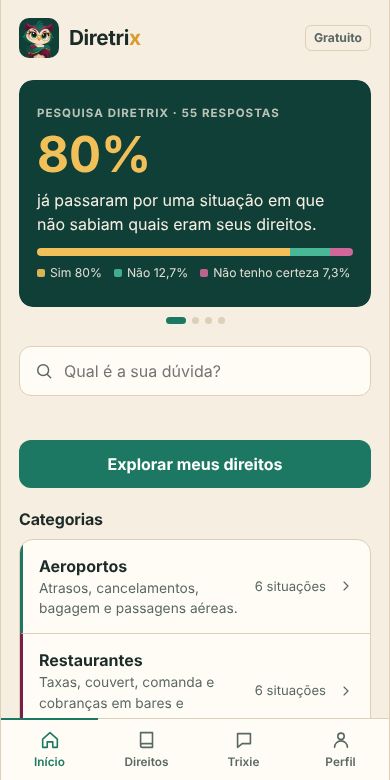 Diretrix
Gratuito
PESQUISA DIRETRIX · 55 RESPOSTAS
80%
já passaram por uma situação em que
não sabiam quais eram seus direitos.
Sim 80% Não 12,7% Não tenho certeza 7,3%
Qual é a sua dúvida?
Explorar meus direitos
Categorias
Aeroportos
Atrasos, cancelamentos,
bagagem e passagens aéreas.
6 situações
Restaurantes
Taxas, couvert, comanda e
cobranças em bares e
6 situações
Início Direitos Trixie Perfil